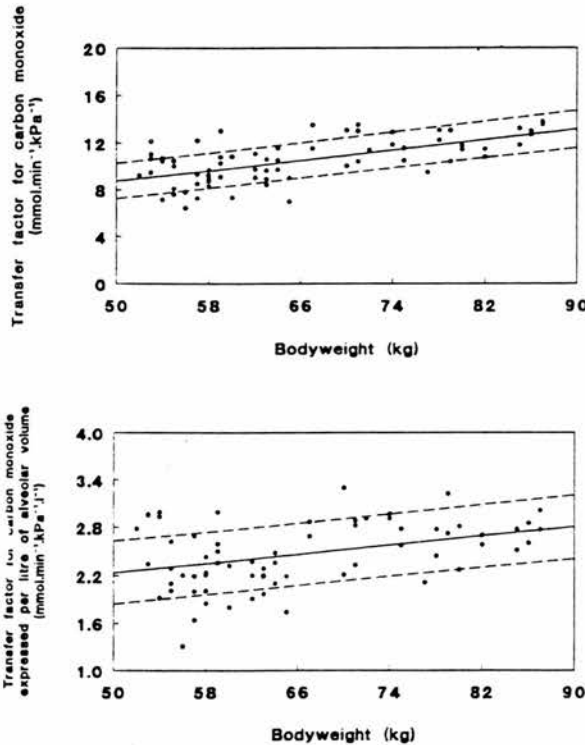 Transfer factor for carbon monoxide
(mmol.min⁻¹.kPa⁻¹)
20
16
12
8
4
0
50 58 66 74 82 90
Bodyweight (kg)
Transfer factor for carbon monoxide
expressed per litre of alveolar volume
(mmol.min⁻¹.kPa⁻¹.l⁻¹)
4.0
3.4
2.8
2.2
1.6
1.0
50 58 66 74 82 90
Bodyweight (kg)